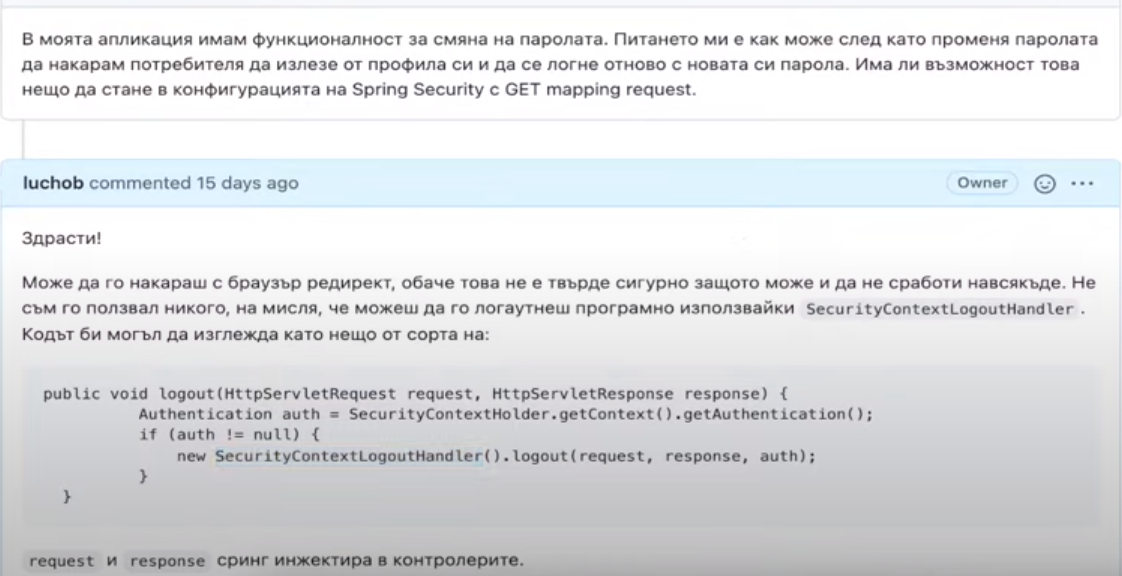 В моята апликация имам функционалност за смяна на паролата. Питането ми е как може след като променя паролата
да накарам потребителя да излезе от профила си и да се логне отново с новата си парола. Има ли възможност това
нещо да стане в конфигурацията на Spring Security с GET mapping request.
luchob commented 15 days ago Owner
Здрасти!
Може да го накараш с браузър редирект, обаче това не е твърде сигурно защото може и да не сработи навсякъде. Не
съм го ползвал никого, на мисля, че можеш да го логаутнеш програмно използвайки SecurityContextLogoutHandler .
Кодът би могъл да изглежда като нещо от сорта на:
public void logout(HttpServletRequest request, HttpServletResponse response) {
Authentication auth = SecurityContextHolder.getContext().getAuthentication();
if (auth != null) {
new SecurityContextLogoutHandler().logout(request, response, auth);
}
}
request и response сринг инжектира в контролерите.